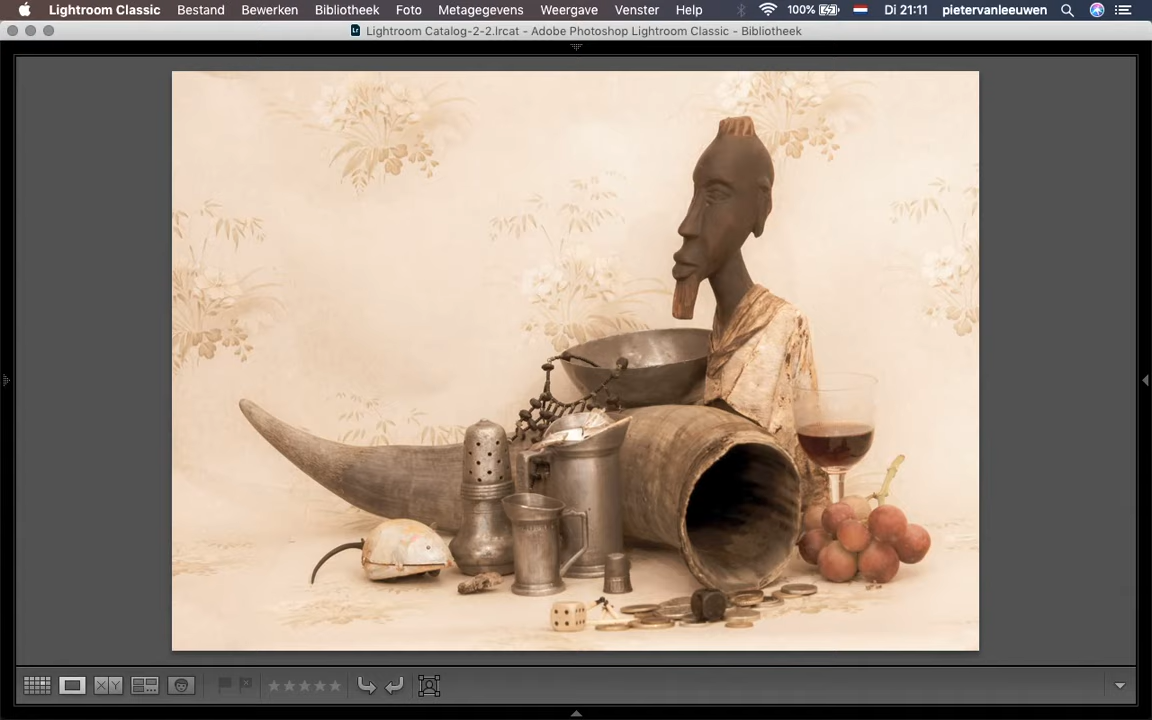 Lightroom Classic Bestand Bewerken Bibliotheek Foto Metagegevens Weergave Venster Help 100% Di 21:11 pietervanleeuwen
Lr Lightroom Catalog-2-2.lrcat - Adobe Photoshop Lightroom Classic - Bibliotheek
X Y